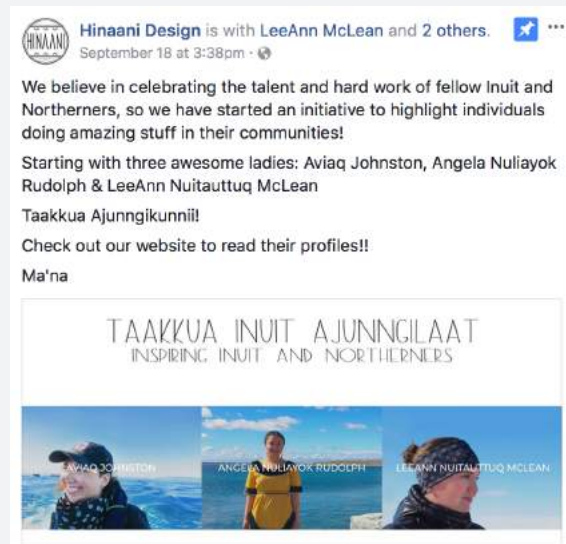 HINAANI
Hinaani Design is with LeeAnn McLean and 2 others.
September 18 at 3:38pm ·
We believe in celebrating the talent and hard work of fellow Inuit and
Northerners, so we have started an initiative to highlight individuals
doing amazing stuff in their communities!
Starting with three awesome ladies: Aviaq Johnston, Angela Nuliayok
Rudolph & LeeAnn Nuitauttuq McLean
Taakkua Ajunngikunnii!
Check out our website to read their profiles!!
Ma'na
TAAKKUA INUIT AJUNNGILAAT
INSPIRING INUIT AND NORTHERNERS
AVIAQ JOHNSTON
ANGELA NULIAYOK RUDOLPH
LEEANN NUITAUTTUQ MCLEAN